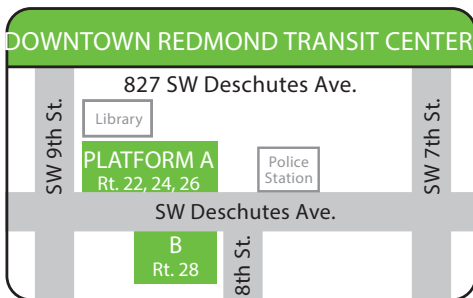 DOWNTOWN REDMOND TRANSIT CENTER
827 SW Deschutes Ave.
SW 9th St.
Library
PLATFORM A
Rt. 22, 24, 26
Police
Station
SW 7th St.
SW Deschutes Ave.
B
Rt. 28
8th St.